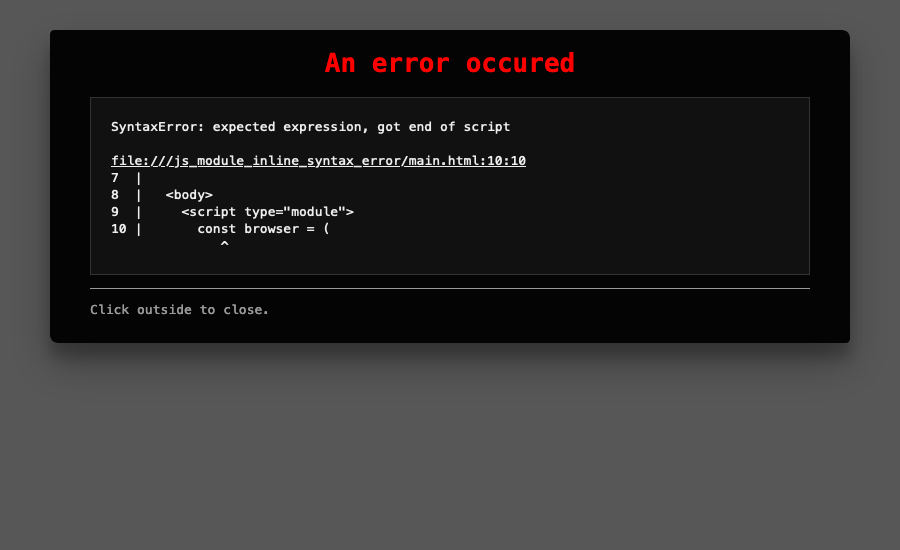 An error occured
SyntaxError: expected expression, got end of script
file:///js_module_inline_syntax_error/main.html:10:10
7  |
8  |   <body>
9  |     <script type="module">
10 |       const browser = (
              ^
Click outside to close.